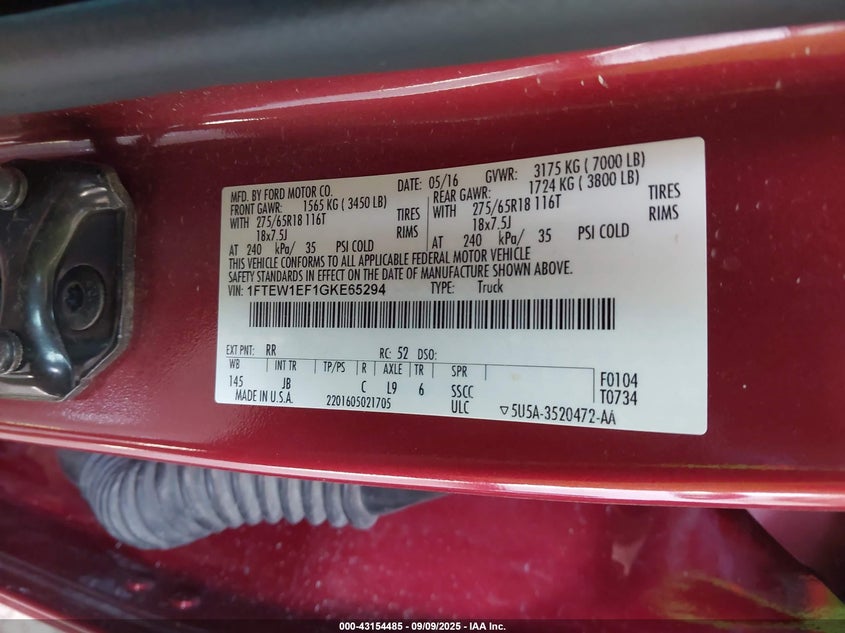 MFD. BY FORD MOTOR CO. DATE: 05/16 GVWR: 3175 KG ( 7000 LB)
FRONT GAWR: 1565 KG ( 3450 LB) REAR GAWR: 1724 KG ( 3800 LB)
WITH 275/65R18 116T TIRES WITH 275/65R18 116T TIRES
18x7.5J RIMS 18x7.5J RIMS
AT 240 kPa/ 35 PSI COLD AT 240 kPa/ 35 PSI COLD
THIS VEHICLE CONFORMS TO ALL APPLICABLE FEDERAL MOTOR VEHICLE
SAFETY STANDARDS IN EFFECT ON THE DATE OF MANUFACTURE SHOWN ABOVE.
VIN: 1FTEW1EF1GKE65294 TYPE: Truck
EXT PNT: RR RC: 52 DSO:
WB INT TR TP/PS R AXLE TR SPR F0104
145 JB C L9 6 SSCC T0734
MADE IN U.S.A. 2201605021705 ULC ▽5U5A-3520472-AA
000-43154485 - 09/09/2025 - IAA Inc.